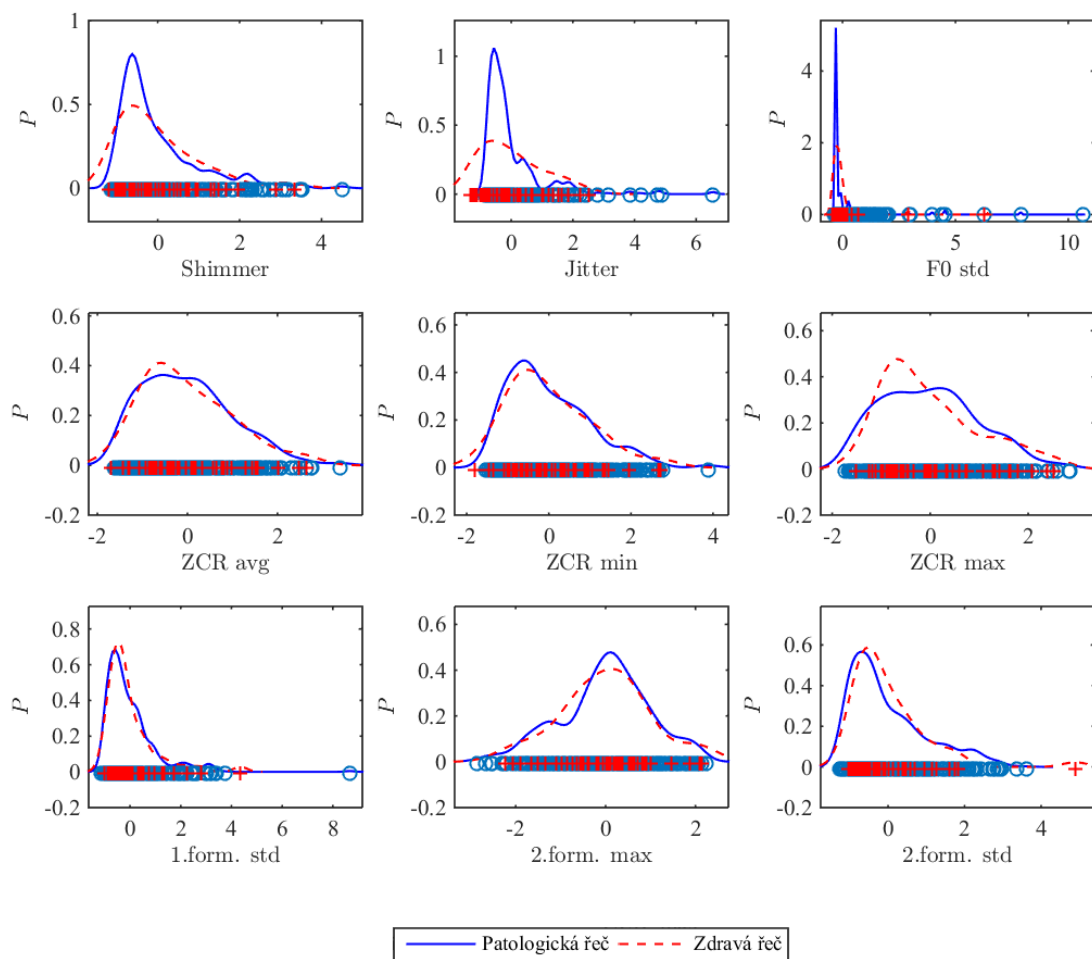 1
0.5
0
P
0 2 4
Shimmer
1
0.5
0
P
0 2 4 6
Jitter
4
2
0
P
0 5 10
F0 std
0.6
0.4
0.2
0
-0.2
P
-2 0 2
ZCR avg
0.6
0.4
0.2
0
-0.2
P
-2 0 2 4
ZCR min
0.6
0.4
0.2
0
-0.2
P
-2 0 2
ZCR max
0.8
0.6
0.4
0.2
0
-0.2
P
0 2 4 6 8
1.form. std
0.6
0.4
0.2
0
-0.2
P
-2 0 2
2.form. max
0.6
0.4
0.2
0
-0.2
P
0 2 4
2.form. std
Patologická řeč Zdravá řeč